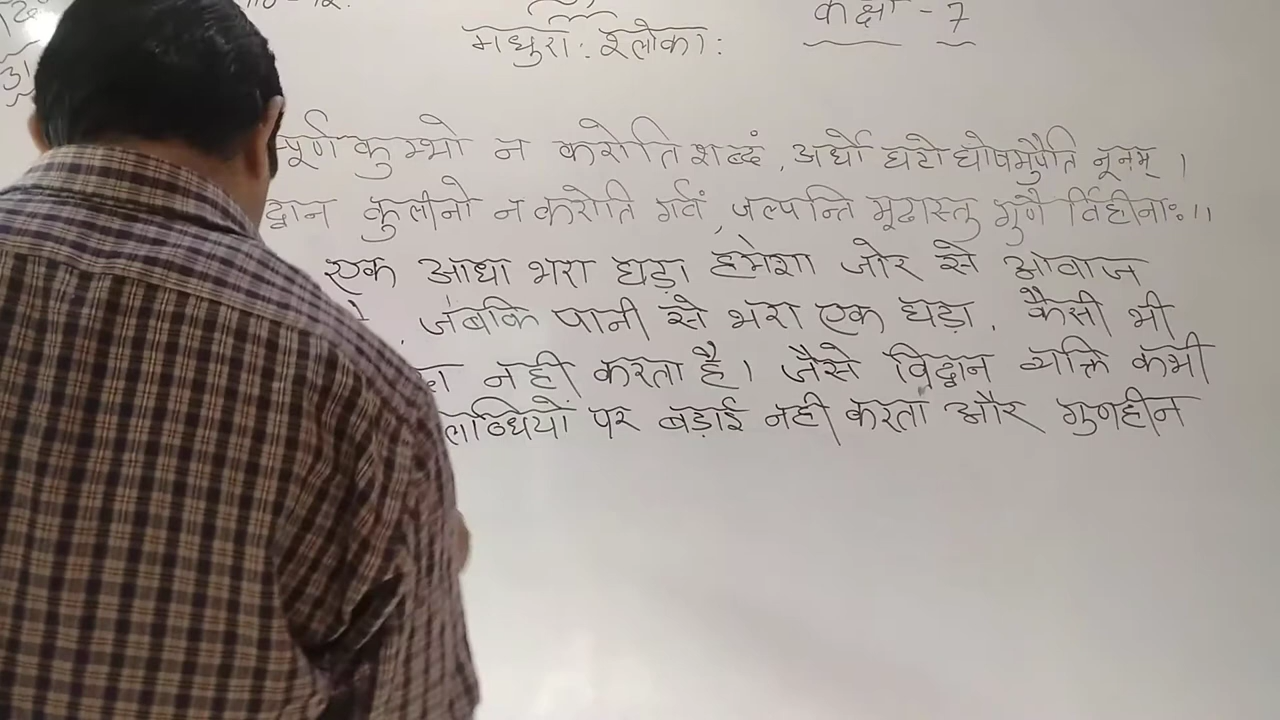 कक्षा - 7
मधुराः श्लोकाः
पूर्ण कुम्भो न करोति शब्दं, अर्धो घटो घोषमुपैति नूनम् ।
द्वान कुलीनो न करोति गर्वं, जल्पन्ति मूढास्तु गुणै र्विहीनाः ।।
एक आधा भरा घड़ा हमेशा जोर से आवाज
, जबकि पानी से भरा एक घड़ा, कैसी भी
नही करता है। जैसे विद्वान व्यक्ति कभी
लब्धियों पर बड़ाई नही करता और गुणहीन